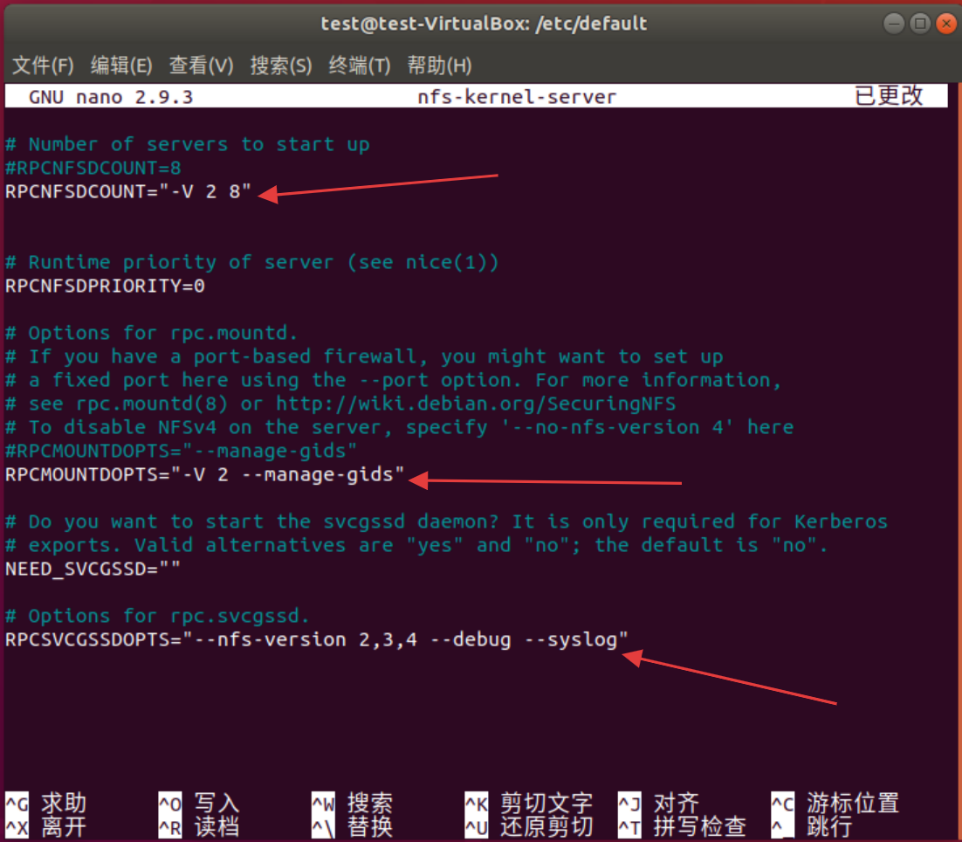 test@test-VirtualBox: /etc/default
文件(F) 编辑(E) 查看(V) 搜索(S) 终端(T) 帮助(H)
GNU nano 2.9.3 nfs-kernel-server 已更改
# Number of servers to start up
#RPCNFSDCOUNT=8
RPCNFSDCOUNT="-V 2 8"
# Runtime priority of server (see nice(1))
RPCNFSDPRIORITY=0
# Options for rpc.mountd.
# If you have a port-based firewall, you might want to set up
# a fixed port here using the --port option. For more information,
# see rpc.mountd(8) or http://wiki.debian.org/SecuringNFS
# To disable NFSv4 on the server, specify '--no-nfs-version 4' here
#RPCMOUNTDOPTS="--manage-gids"
RPCMOUNTDOPTS="-V 2 --manage-gids"
# Do you want to start the svcgssd daemon? It is only required for Kerberos
# exports. Valid alternatives are "yes" and "no"; the default is "no".
NEED_SVCGSSD=""
# Options for rpc.svcgssd.
RPCSVCGSSDOPTS="--nfs-version 2,3,4 --debug --syslog"
^G 求助 ^O 写入 ^W 搜索 ^K 剪切文字 ^J 对齐 ^C 游标位置
^X 离开 ^R 读档 ^\ 替换 ^U 还原剪切 ^T 拼写检查 ^_ 跳行